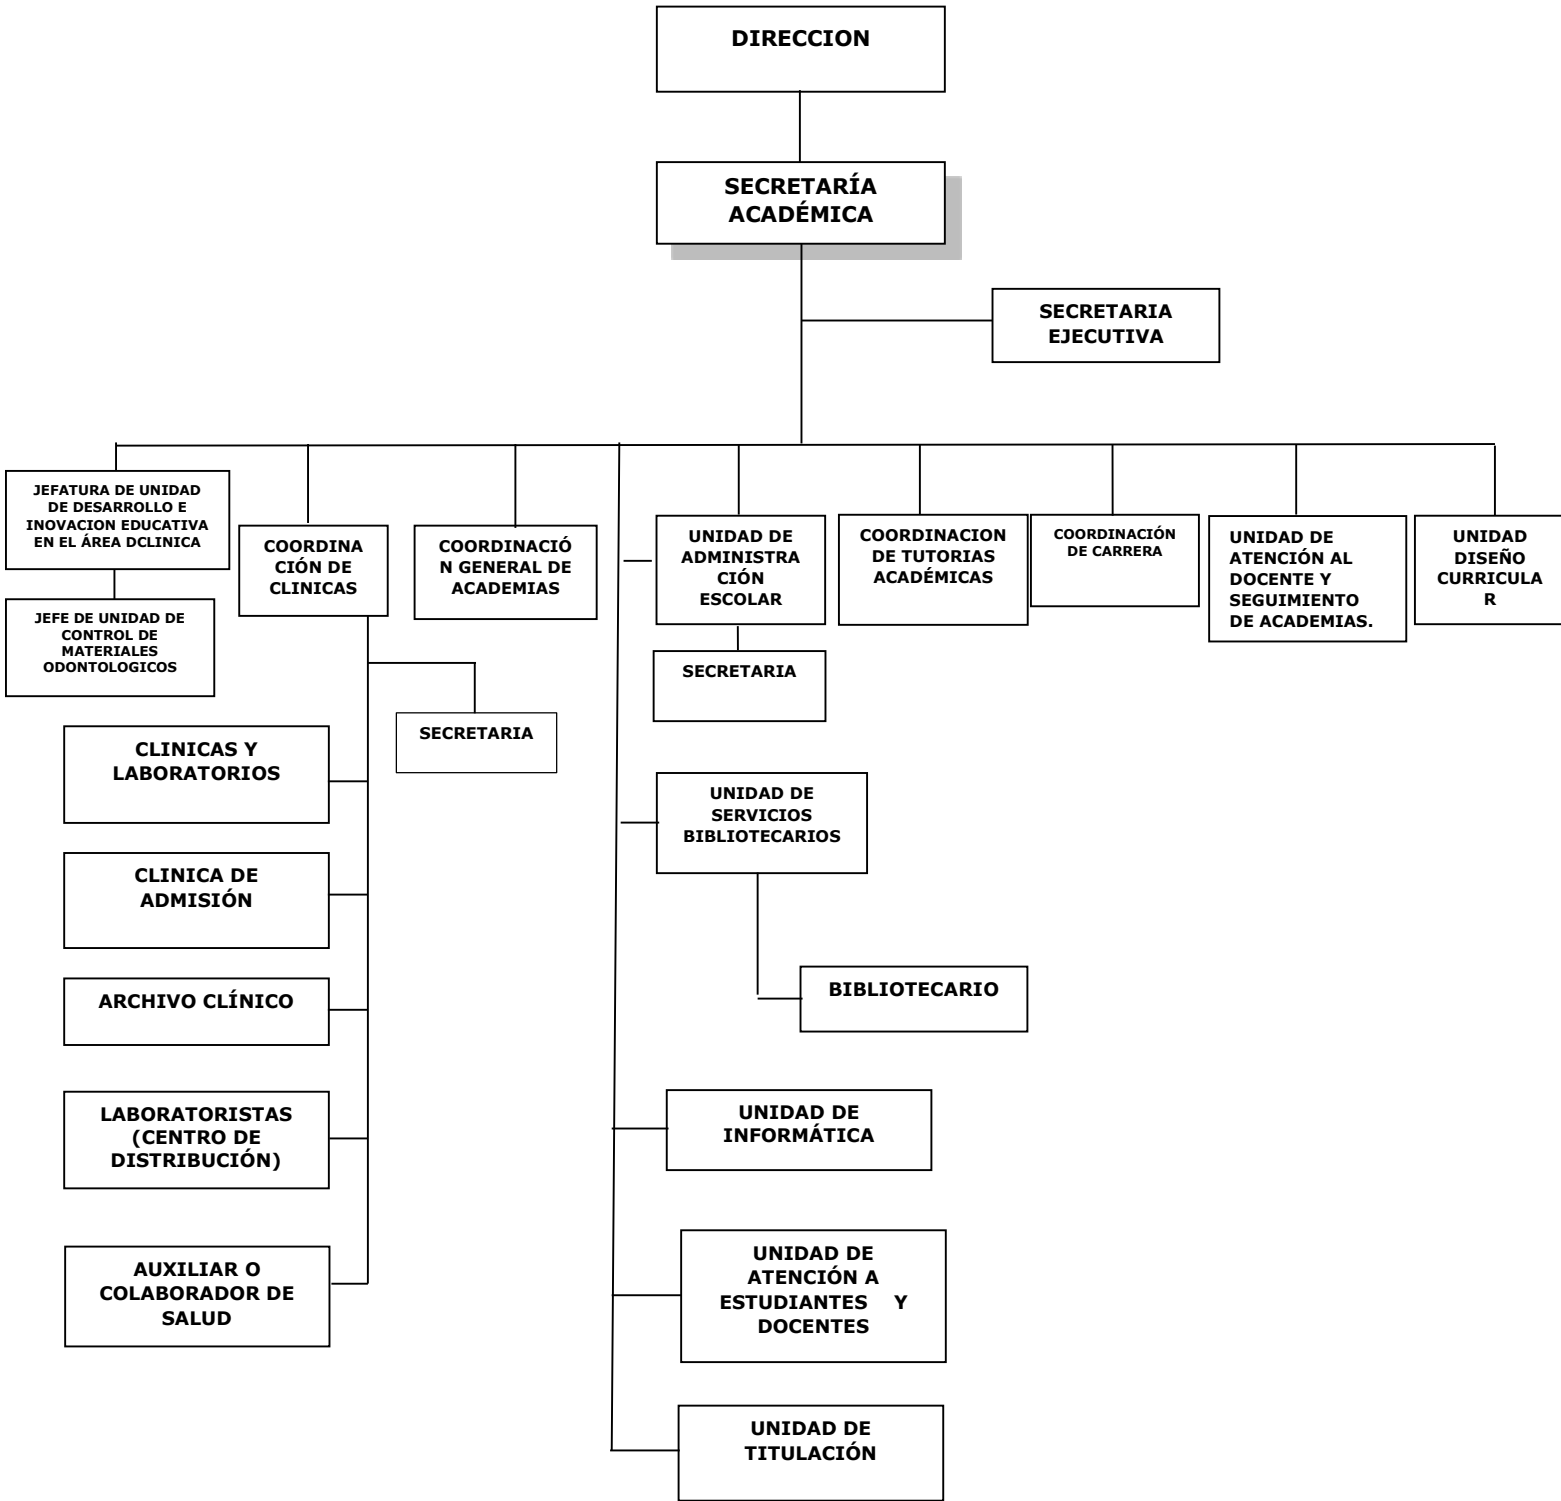 DIRECCION
SECRETARÍA
ACADÉMICA
SECRETARIA
EJECUTIVA
JEFATURA DE UNIDAD
DE DESARROLLO E
INOVACION EDUCATIVA
EN EL ÁREA DCLINICA
JEFE DE UNIDAD DE
CONTROL DE
MATERIALES
ODONTOLOGICOS
COORDINA
CIÓN DE
CLINICAS
COORDINACIÓ
N GENERAL DE
ACADEMIAS
UNIDAD DE
ADMINISTRA
CIÓN
ESCOLAR
COORDINACION
DE TUTORIAS
ACADÉMICAS
COORDINACIÓN
DE CARRERA
UNIDAD DE
ATENCIÓN AL
DOCENTE Y
SEGUIMIENTO
DE ACADEMIAS.
UNIDAD
DISEÑO
CURRICULA
R
SECRETARIA
SECRETARIA
CLINICAS Y
LABORATORIOS
CLINICA DE
ADMISIÓN
ARCHIVO CLÍNICO
LABORATORISTAS
(CENTRO DE
DISTRIBUCIÓN)
AUXILIAR O
COLABORADOR DE
SALUD
UNIDAD DE
SERVICIOS
BIBLIOTECARIOS
BIBLIOTECARIO
UNIDAD DE
INFORMÁTICA
UNIDAD DE
ATENCIÓN A
ESTUDIANTES Y
DOCENTES
UNIDAD DE
TITULACIÓN